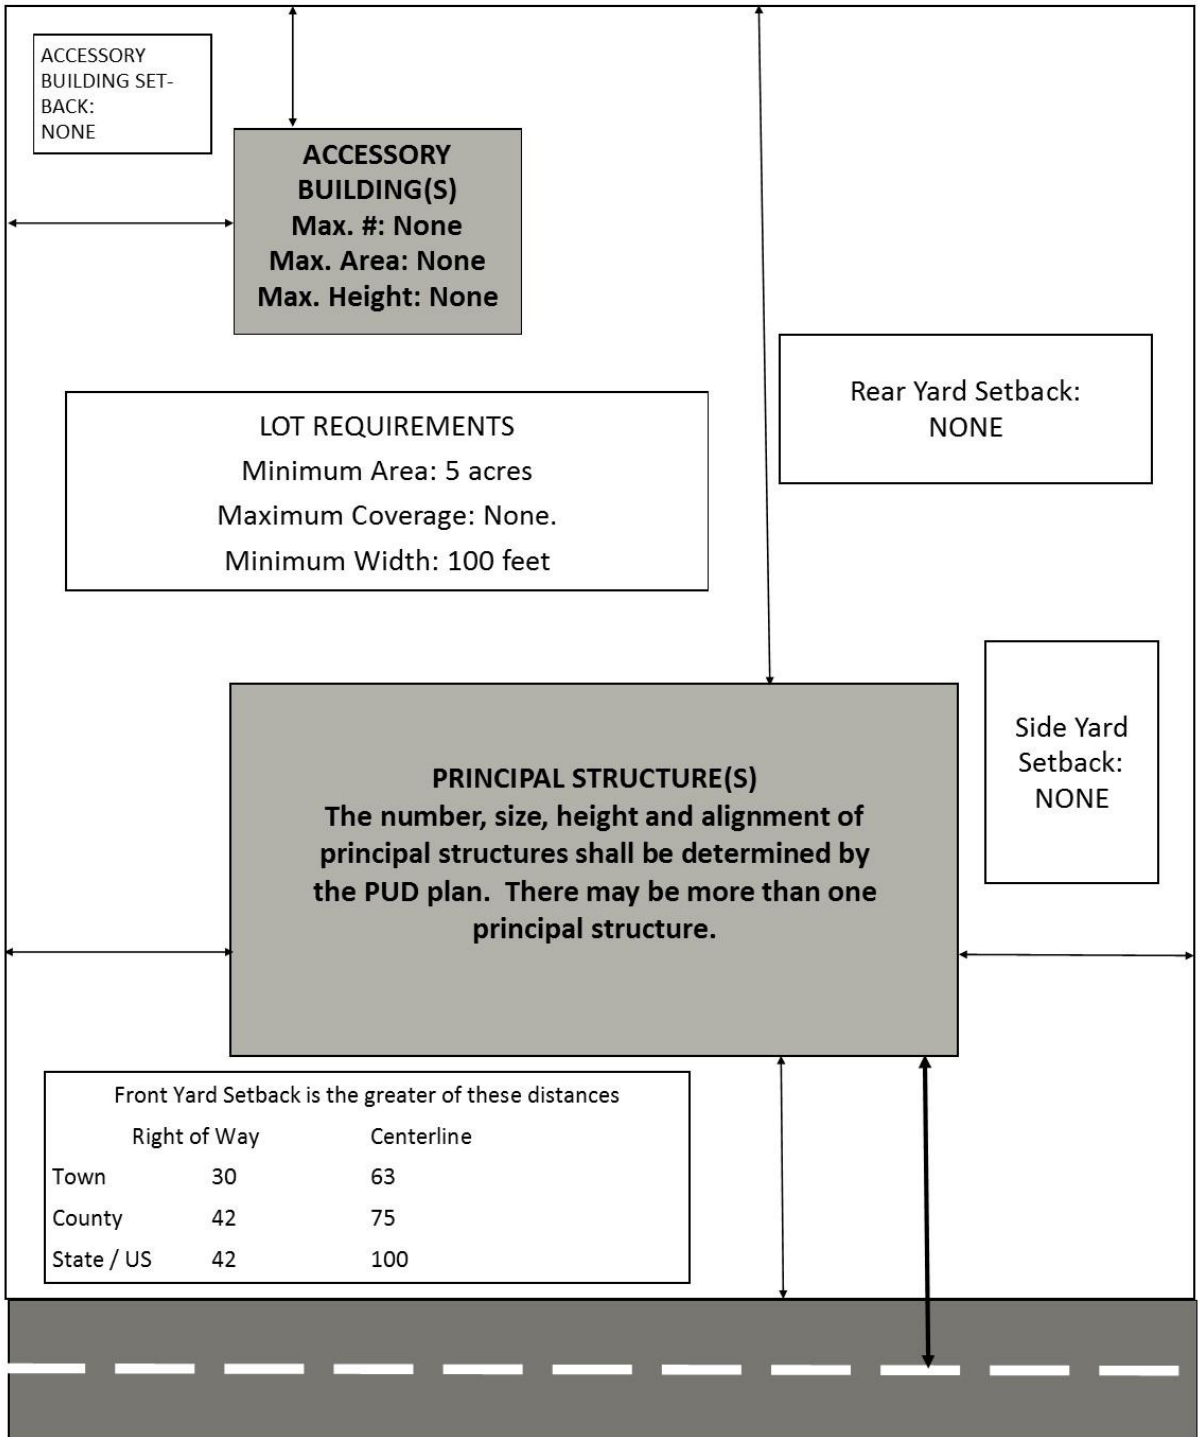 ACCESSORY
BUILDING SET-
BACK:
NONE
ACCESSORY
BUILDING(S)
Max. #: None
Max. Area: None
Max. Height: None
Rear Yard Setback:
NONE
LOT REQUIREMENTS
Minimum Area: 5 acres
Maximum Coverage: None.
Minimum Width: 100 feet
Side Yard
Setback:
NONE
PRINCIPAL STRUCTURE(S)
The number, size, height and alignment of
principal structures shall be determined by
the PUD plan.  There may be more than one
principal structure.
Front Yard Setback is the greater of these distances
Right of Way Centerline
Town 30 63
County 42 75
State / US 42 100